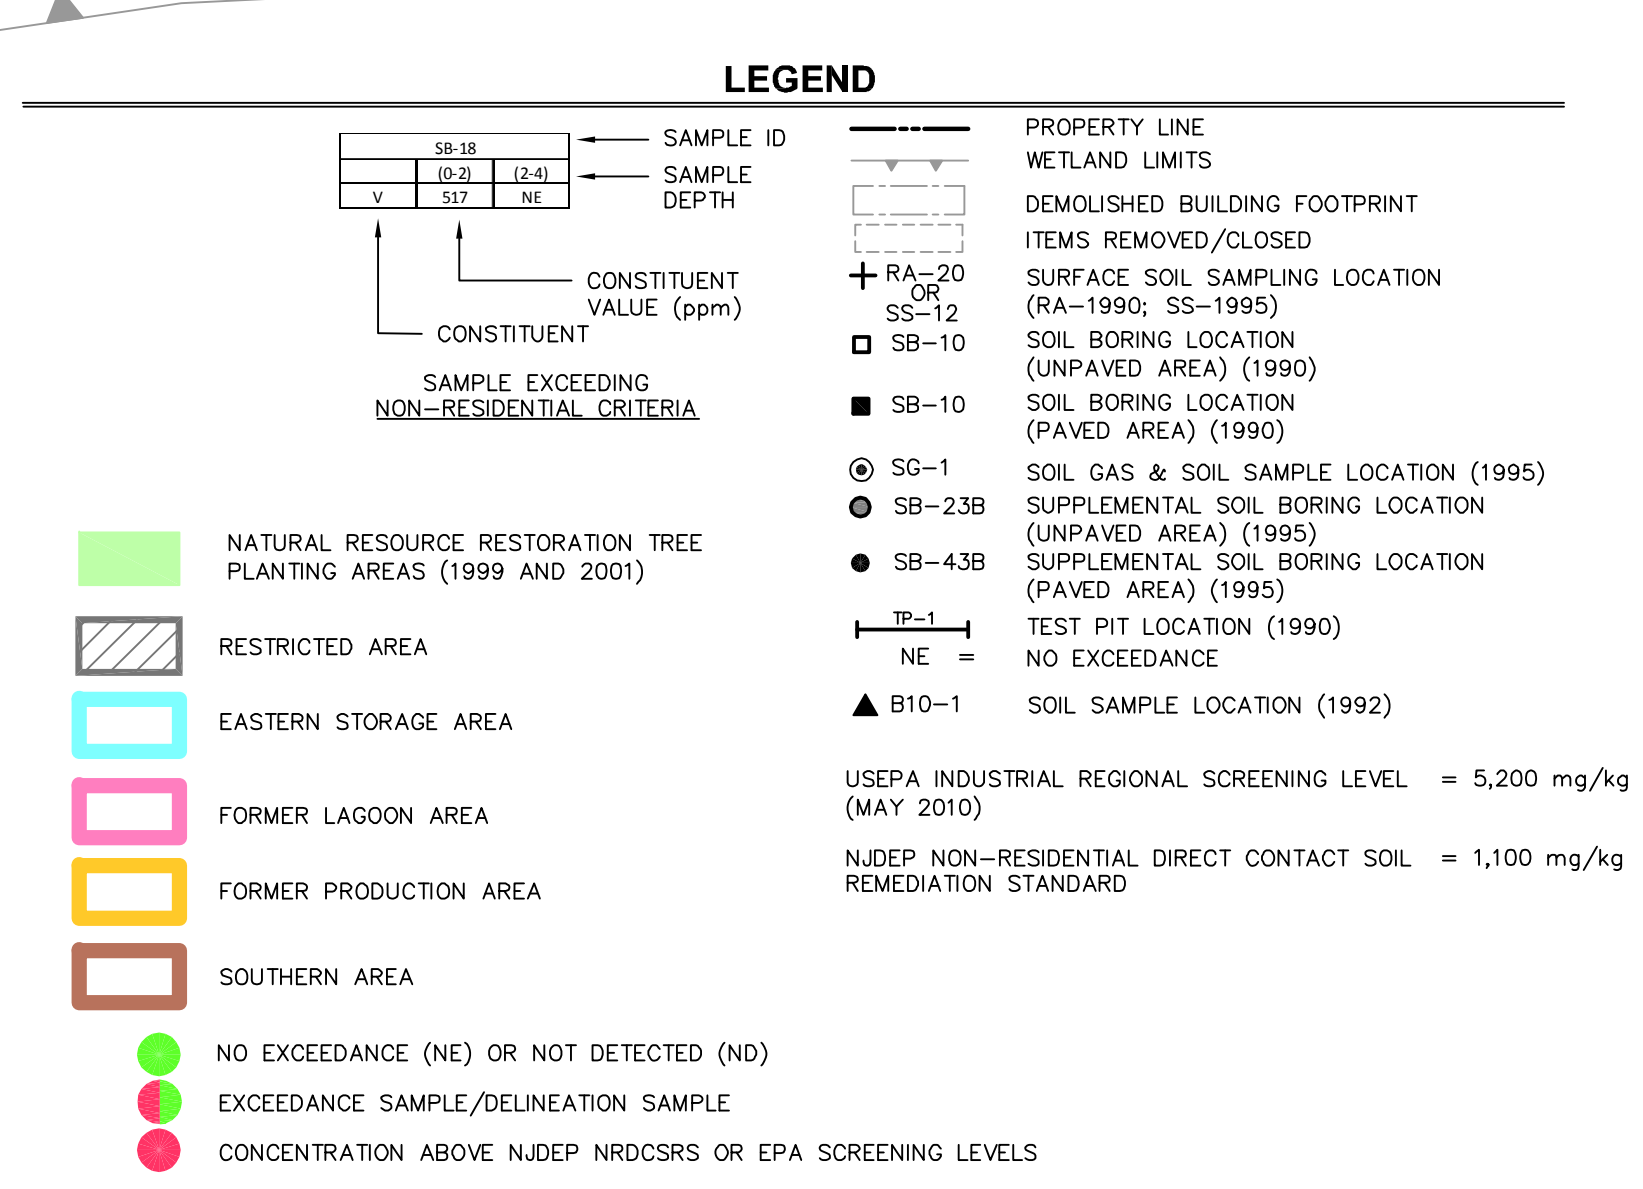 LEGEND
SB-18
(0-2) (2-4)
V 517 NE
SAMPLE ID
SAMPLE
DEPTH
CONSTITUENT
VALUE (ppm)
CONSTITUENT
SAMPLE EXCEEDING
NON-RESIDENTIAL CRITERIA
NATURAL RESOURCE RESTORATION TREE
PLANTING AREAS (1999 AND 2001)
RESTRICTED AREA
EASTERN STORAGE AREA
FORMER LAGOON AREA
FORMER PRODUCTION AREA
SOUTHERN AREA
NO EXCEEDANCE (NE) OR NOT DETECTED (ND)
EXCEEDANCE SAMPLE/DELINEATION SAMPLE
CONCENTRATION ABOVE NJDEP NRDCSRS OR EPA SCREENING LEVELS
PROPERTY LINE
WETLAND LIMITS
DEMOLISHED BUILDING FOOTPRINT
ITEMS REMOVED/CLOSED
RA-20
OR
SS-12
SURFACE SOIL SAMPLING LOCATION
(RA-1990; SS-1995)
SB-10 SOIL BORING LOCATION
(UNPAVED AREA) (1990)
SB-10 SOIL BORING LOCATION
(PAVED AREA) (1990)
SG-1 SOIL GAS & SOIL SAMPLE LOCATION (1995)
SB-23B SUPPLEMENTAL SOIL BORING LOCATION
(UNPAVED AREA) (1995)
SB-43B SUPPLEMENTAL SOIL BORING LOCATION
(PAVED AREA) (1995)
TP-1 TEST PIT LOCATION (1990)
NE = NO EXCEEDANCE
B10-1 SOIL SAMPLE LOCATION (1992)
USEPA INDUSTRIAL REGIONAL SCREENING LEVEL = 5,200 mg/kg
(MAY 2010)
NJDEP NON-RESIDENTIAL DIRECT CONTACT SOIL = 1,100 mg/kg
REMEDIATION STANDARD